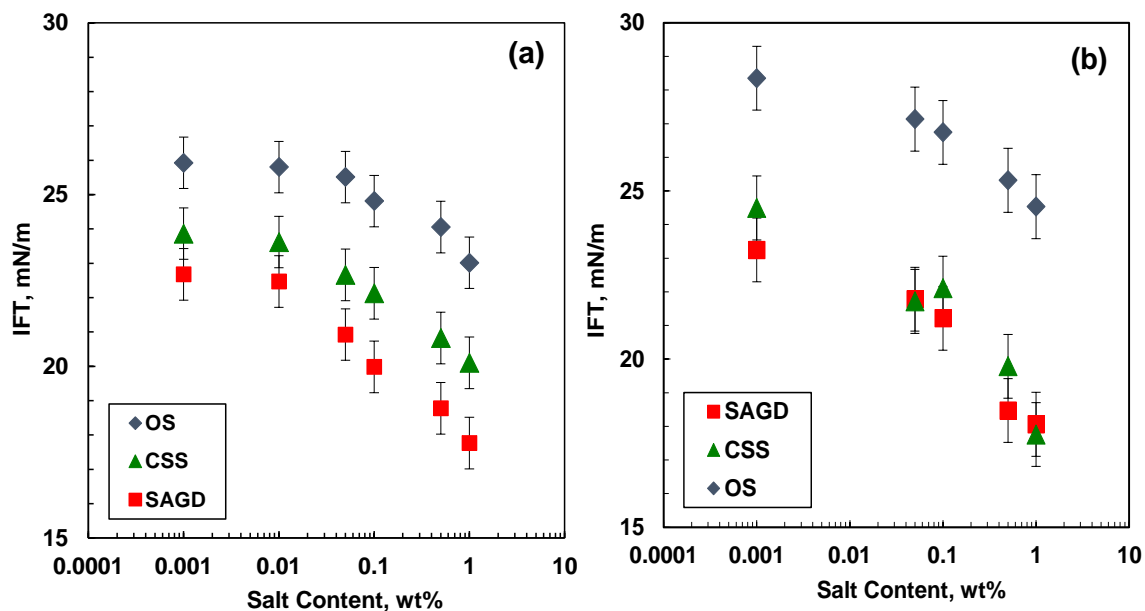 (a)
IFT, mN/m
30
25
20
15
OS
CSS
SAGD
0.0001 0.001 0.01 0.1 1 10
Salt Content, wt%
(b)
IFT, mN/m
30
25
20
15
SAGD
CSS
OS
0.0001 0.001 0.01 0.1 1 10
Salt Content, wt%